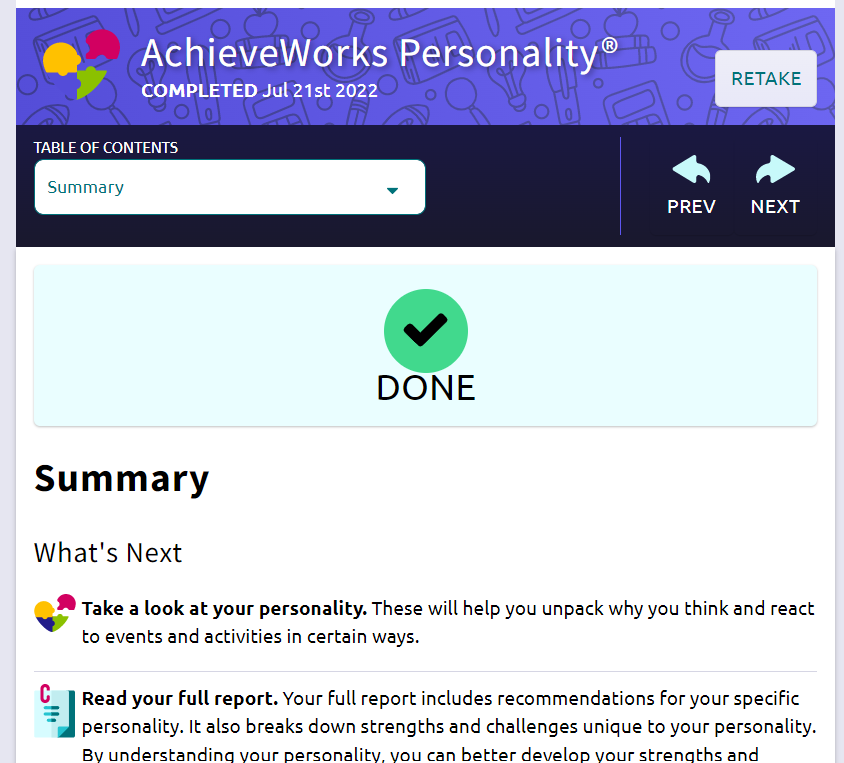 AchieveWorks Personality®
COMPLETED Jul 21st 2022
RETAKE
TABLE OF CONTENTS
Summary
PREV
NEXT
DONE
Summary
What's Next
Take a look at your personality. These will help you unpack why you think and react
to events and activities in certain ways.
C
Read your full report. Your full report includes recommendations for your specific
personality. It also breaks down strengths and challenges unique to your personality.
By understanding your personality, you can better develop your strengths and